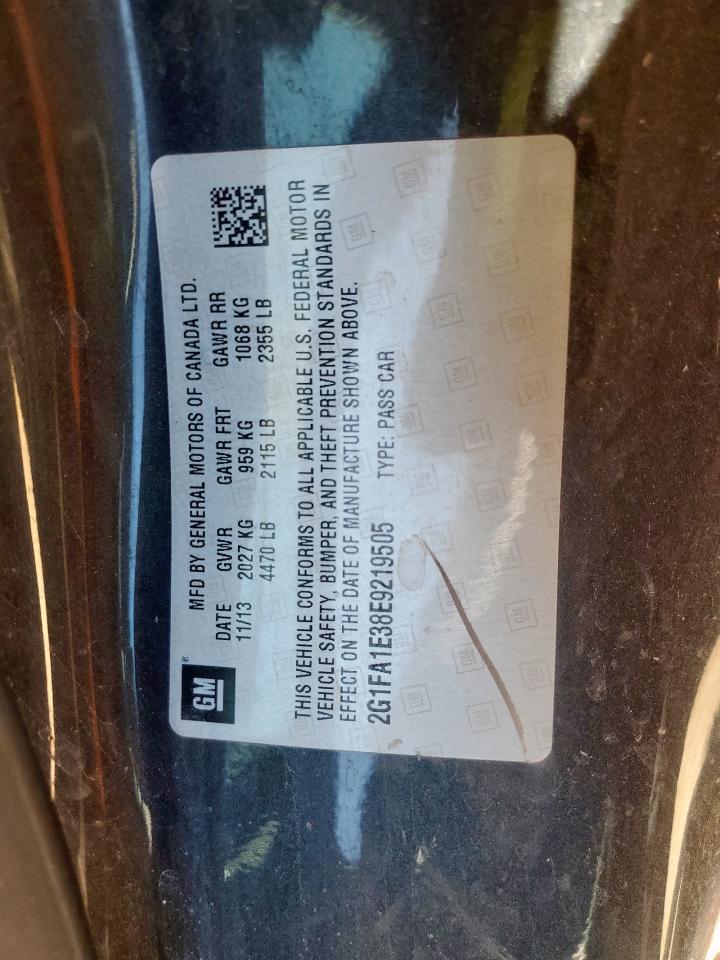 GM
MFD BY GENERAL MOTORS OF CANADA LTD.
DATE GVWR GAWR FRT GAWR RR
11/13 2027 KG 959 KG 1068 KG
4470 LB 2115 LB 2355 LB
THIS VEHICLE CONFORMS TO ALL APPLICABLE U.S. FEDERAL MOTOR
VEHICLE SAFETY, BUMPER, AND THEFT PREVENTION STANDARDS IN
EFFECT ON THE DATE OF MANUFACTURE SHOWN ABOVE.
2G1FA1E38E9219505 TYPE: PASS CAR